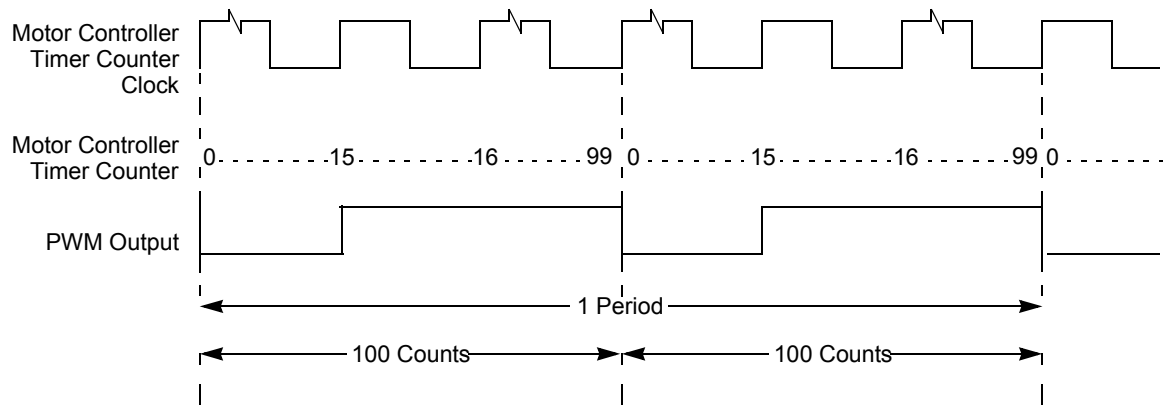 Motor Controller
Timer Counter
Clock
Motor Controller
Timer Counter
0 15 16 99 0 15 16 99 0
PWM Output
1 Period
100 Counts 100 Counts